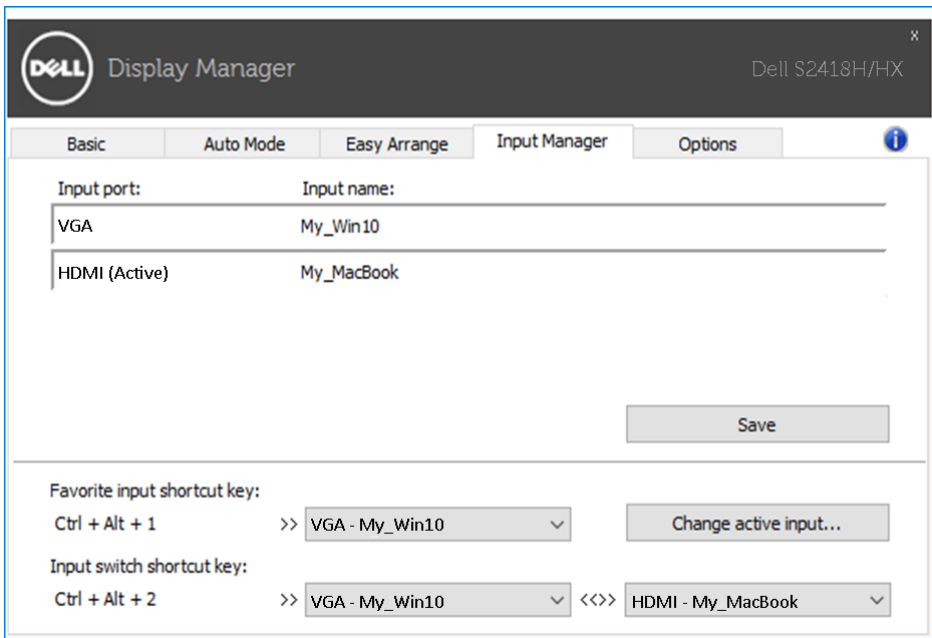 x
DELL Display Manager Dell S2418H/HX
Basic Auto Mode Easy Arrange Input Manager Options i
Input port: Input name:
VGA My_Win10
HDMI (Active) My_MacBook
Save
Favorite input shortcut key:
Ctrl + Alt + 1 >> VGA - My_Win10 Change active input...
Input switch shortcut key:
Ctrl + Alt + 2 >> VGA - My_Win10 <<>> HDMI - My_MacBook